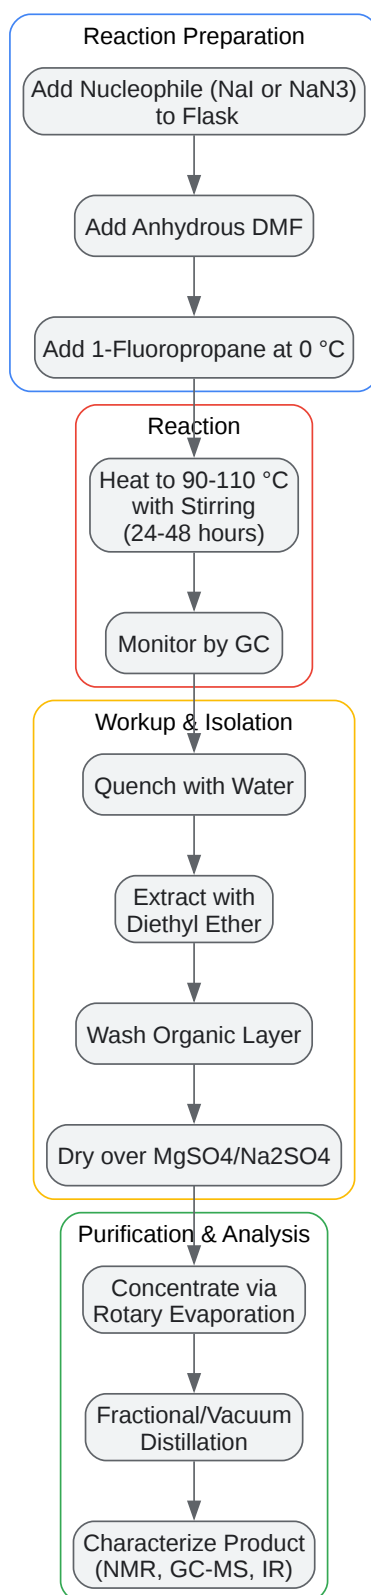 Reaction Preparation
Add Nucleophile (NaI or NaN3)
to Flask
Add Anhydrous DMF
Add 1-Fluoropropane at 0 °C
Reaction
Heat to 90-110 °C
with Stirring
(24-48 hours)
Monitor by GC
Workup & Isolation
Quench with Water
Extract with
Diethyl Ether
Wash Organic Layer
Dry over MgSO4/Na2SO4
Purification & Analysis
Concentrate via
Rotary Evaporation
Fractional/Vacuum
Distillation
Characterize Product
(NMR, GC-MS, IR)